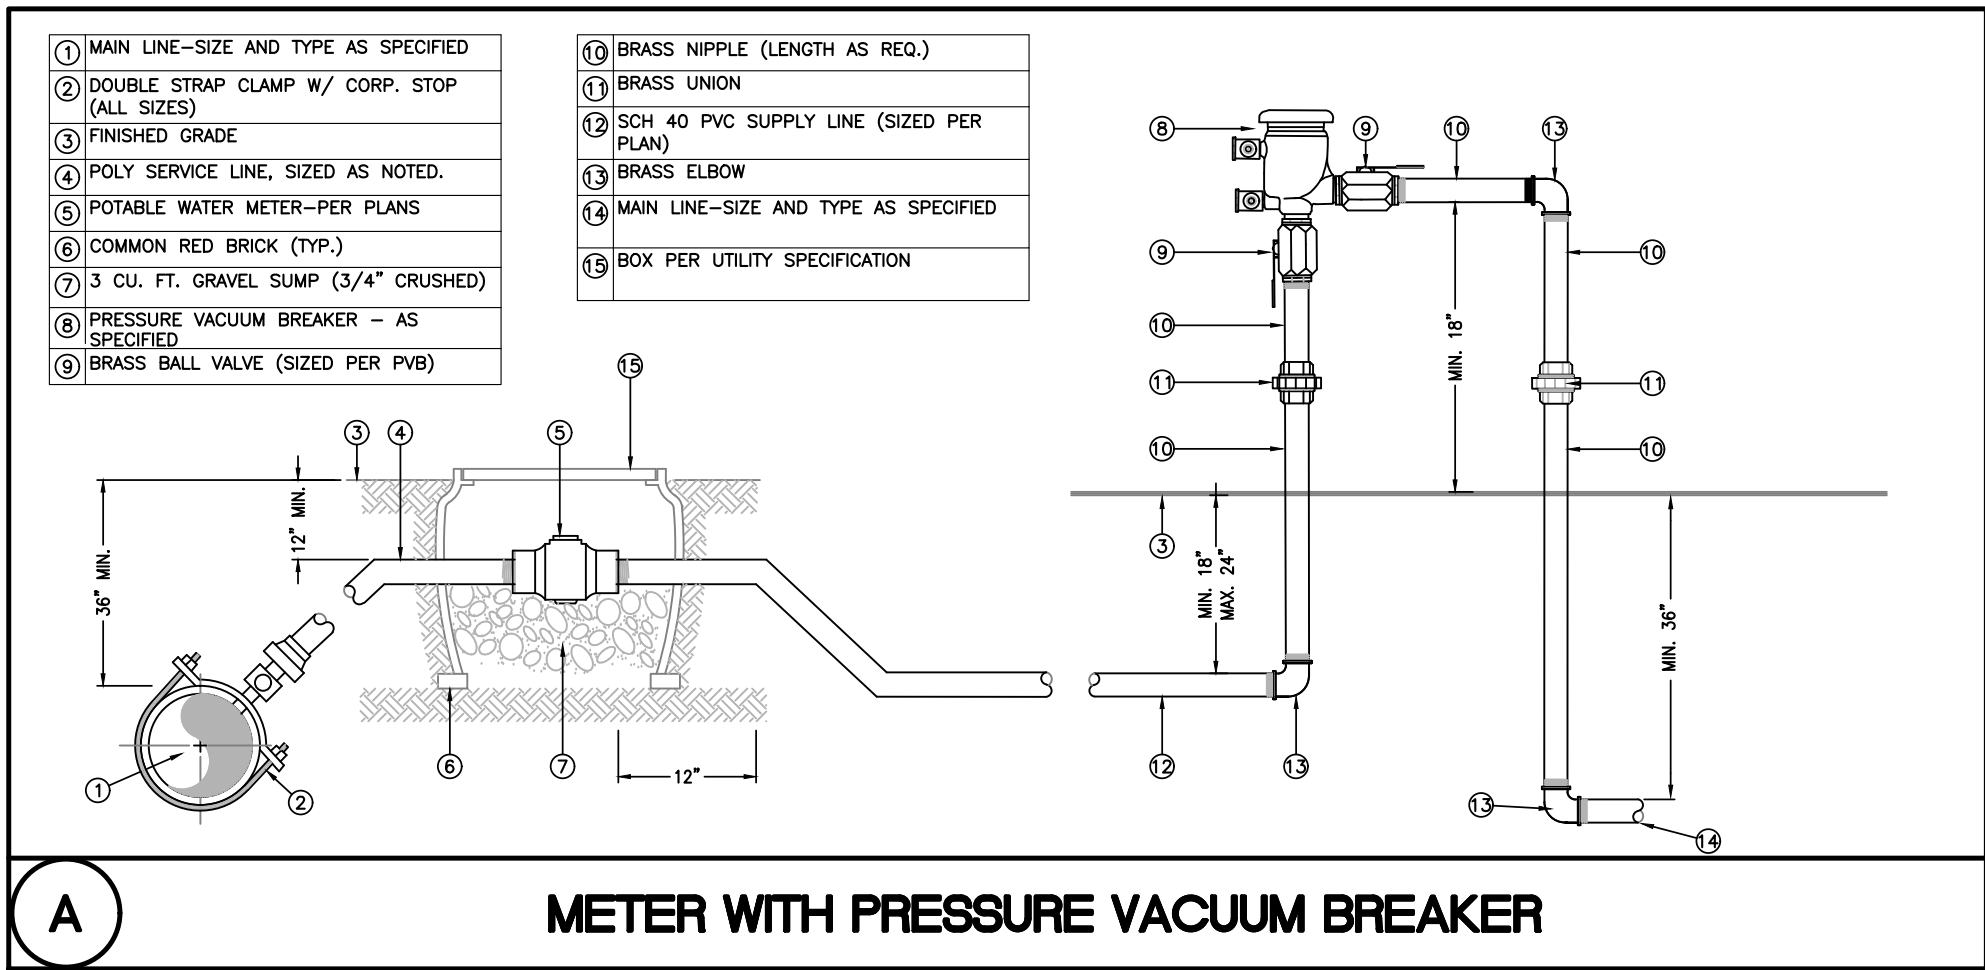 1 MAIN LINE-SIZE AND TYPE AS SPECIFIED
2 DOUBLE STRAP CLAMP W/ CORP. STOP
(ALL SIZES)
3 FINISHED GRADE
4 POLY SERVICE LINE, SIZED AS NOTED.
5 POTABLE WATER METER-PER PLANS
6 COMMON RED BRICK (TYP.)
7 3 CU. FT. GRAVEL SUMP (3/4" CRUSHED)
8 PRESSURE VACUUM BREAKER - AS
SPECIFIED
9 BRASS BALL VALVE (SIZED PER PVB)
10 BRASS NIPPLE (LENGTH AS REQ.)
11 BRASS UNION
12 SCH 40 PVC SUPPLY LINE (SIZED PER
PLAN)
13 BRASS ELBOW
14 MAIN LINE-SIZE AND TYPE AS SPECIFIED
15 BOX PER UTILITY SPECIFICATION
3
4
5
15
12" MIN.
36" MIN.
1
2
6
7
12"
8
9
10
13
9
10
10
11
MIN. 18"
11
10
10
3
MIN. 18"
MAX. 24"
MIN. 36"
12
13
13
14
A
METER WITH PRESSURE VACUUM BREAKER